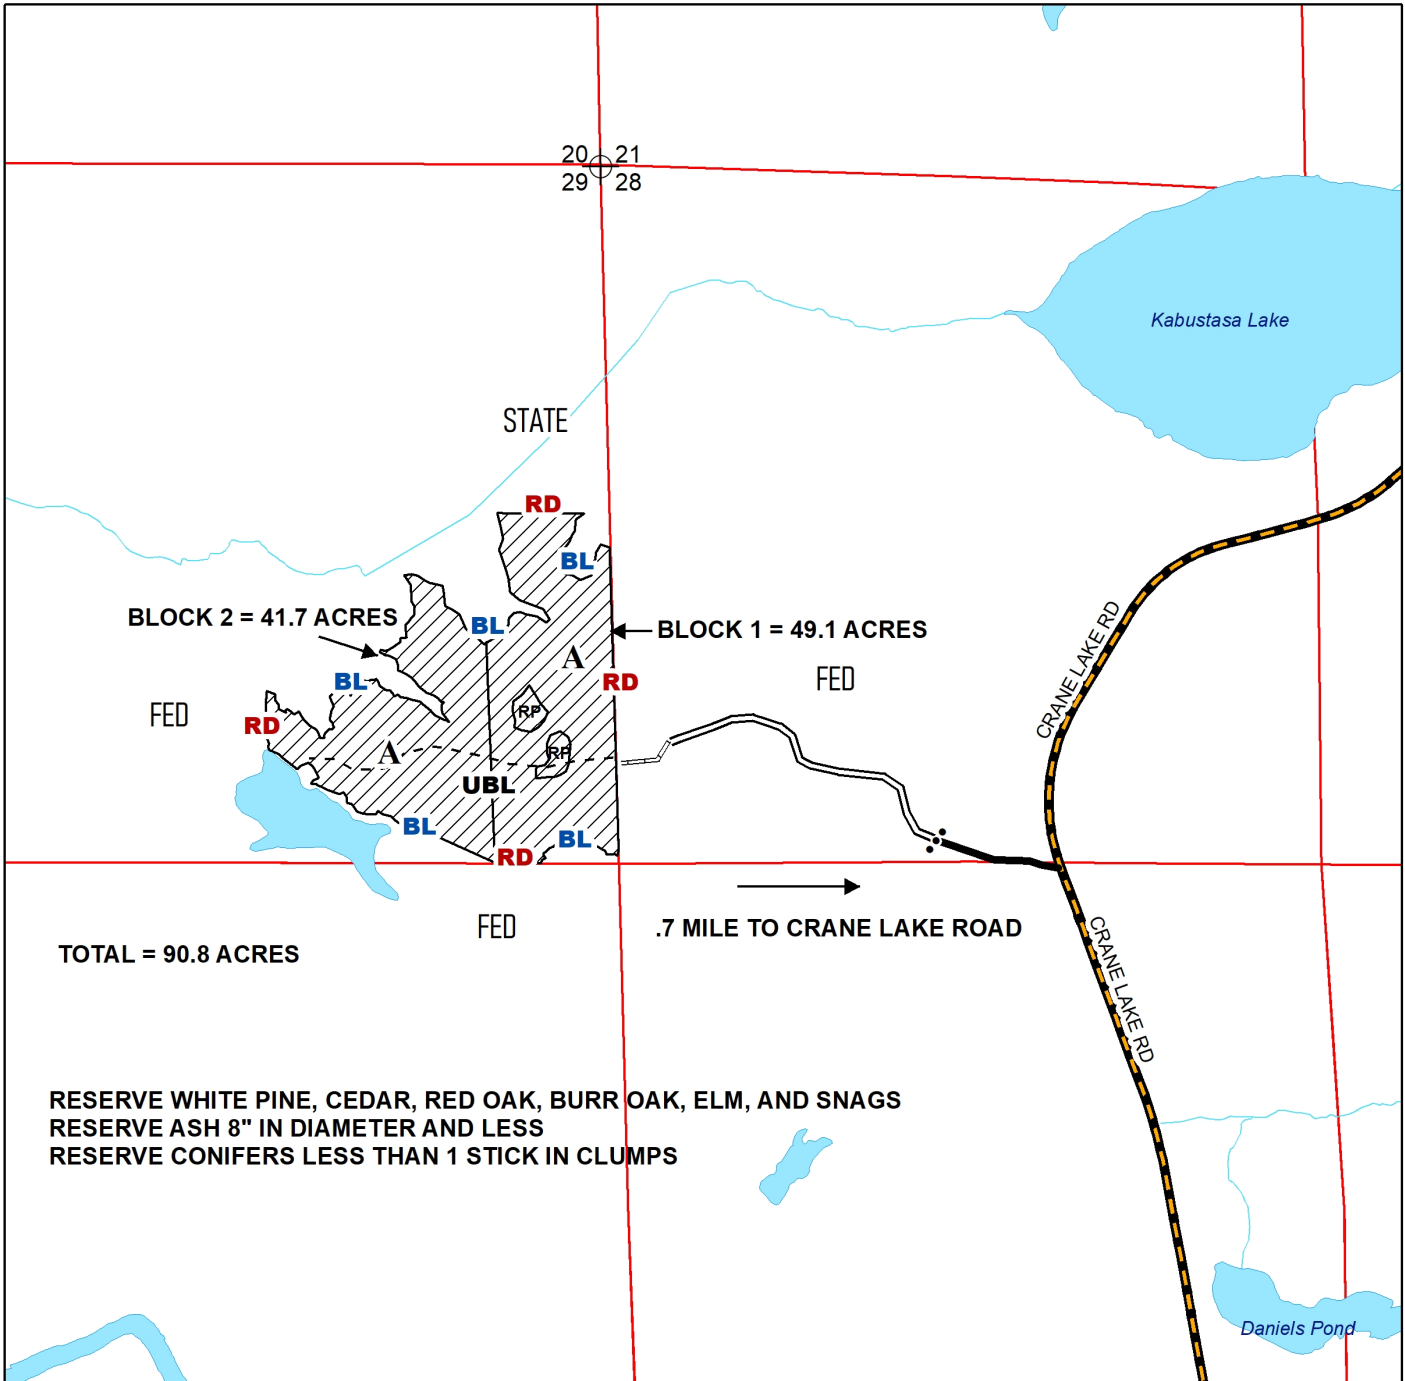 20 21
29 28
Kabustasa Lake
STATE
RD
BL
BLOCK 2 = 41.7 ACRES
BL
BLOCK 1 = 49.1 ACRES
CRANE LAKE RD
A
FED
BL
RD
FED
RP
RD
RP
A
UBL
BL
BL
RD
FED
.7 MILE TO CRANE LAKE ROAD
CRANE LAKE RD
TOTAL = 90.8 ACRES
RESERVE WHITE PINE, CEDAR, RED OAK, BURR OAK, ELM, AND SNAGS
RESERVE ASH 8" IN DIAMETER AND LESS
RESERVE CONIFERS LESS THAN 1 STICK IN CLUMPS
Daniels Pond